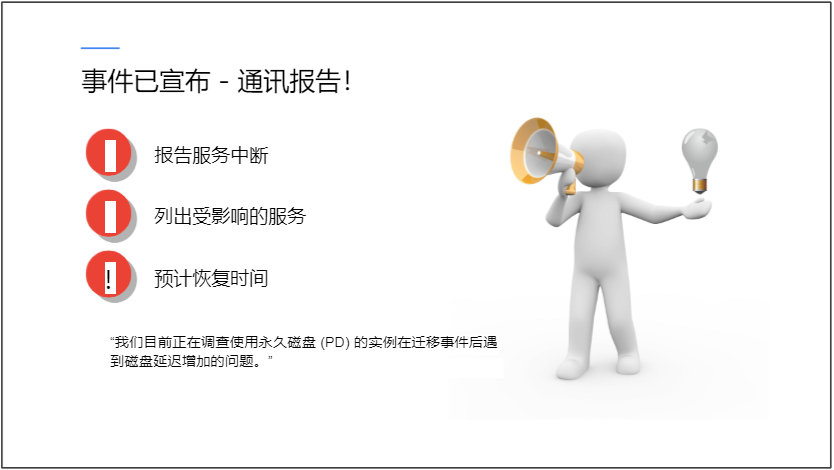 事件已宣布 - 通讯报告!
报告服务中断
列出受影响的服务
!
预计恢复时间
“我们目前正在调查使用永久磁盘 (PD) 的实例在迁移事件后遇
到磁盘延迟增加的问题。”